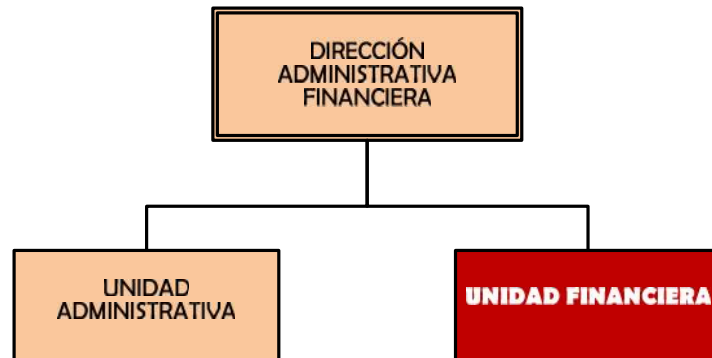 DIRECCIÓN
ADMINISTRATIVA
FINANCIERA
UNIDAD
ADMINISTRATIVA
UNIDAD FINANCIERA